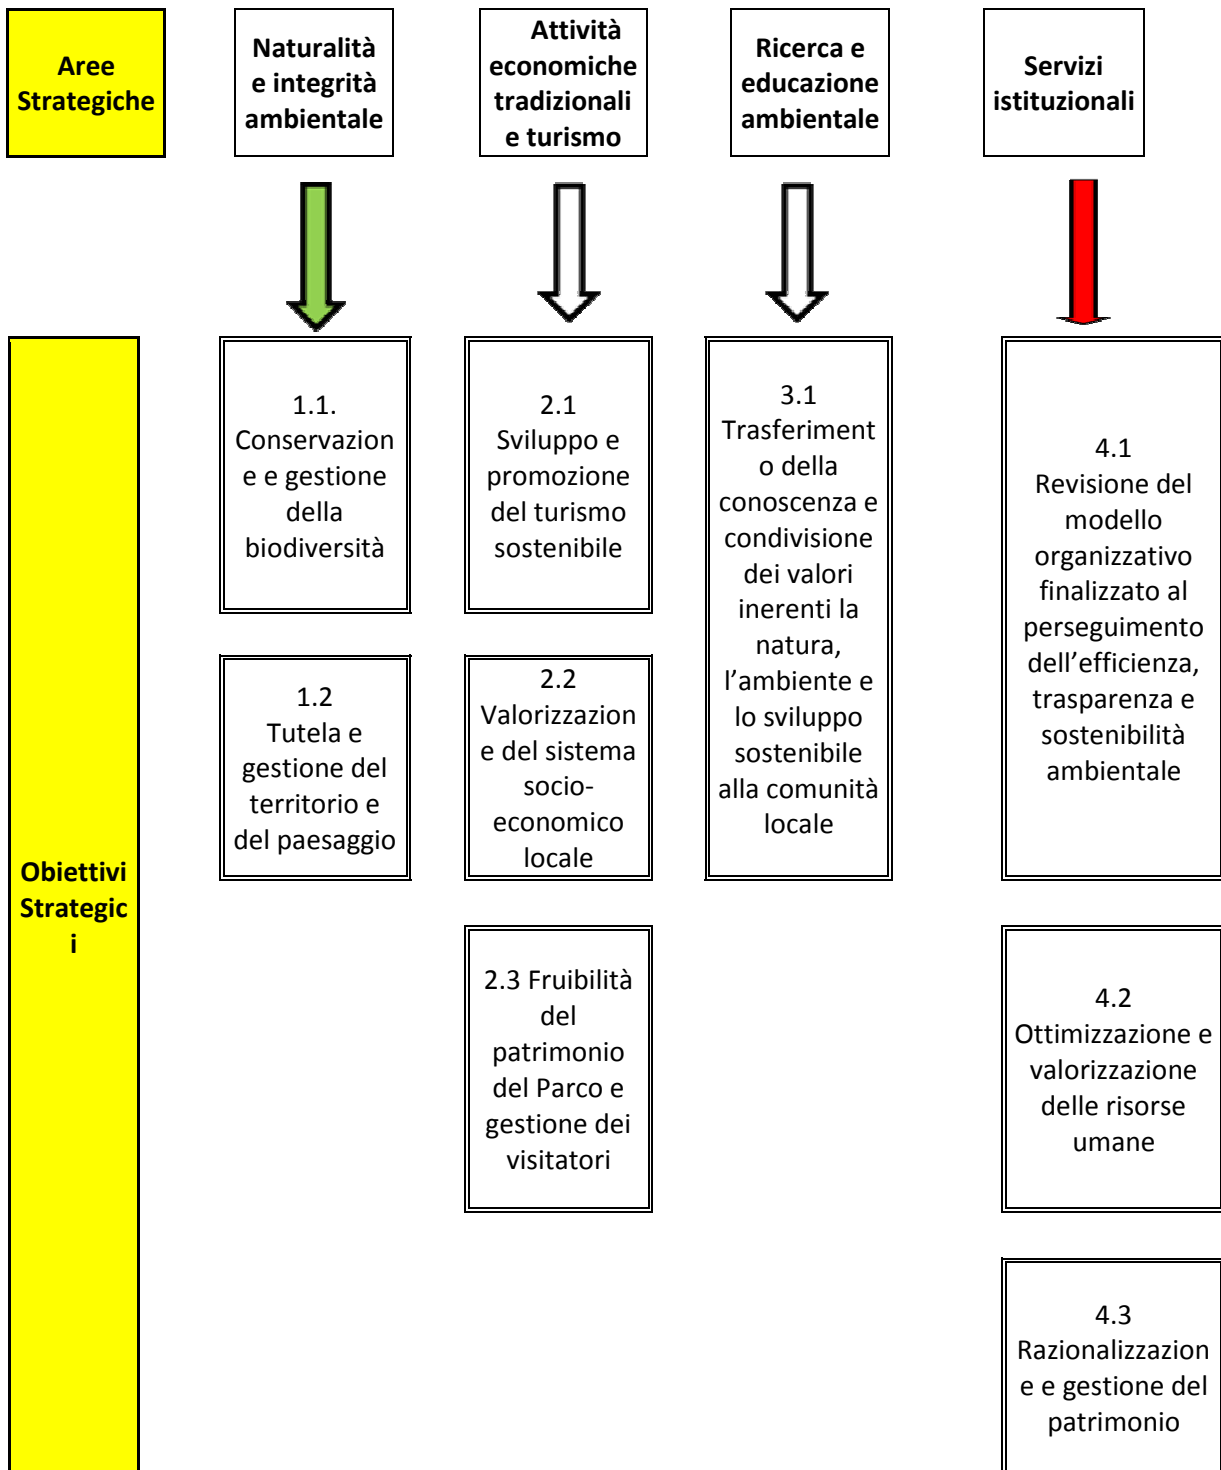 Aree
Strategiche
Naturalità
e integrità
ambientale
Attività
economiche
tradizionali
e turismo
Ricerca e
educazione
ambientale
Servizi
istituzionali
Obiettivi
Strategic
i
1.1.
Conservazion
e e gestione
della
biodiversità
1.2
Tutela e
gestione del
territorio e
del paesaggio
2.1
Sviluppo e
promozione
del turismo
sostenibile
2.2
Valorizzazion
e del sistema
socio-
economico
locale
2.3 Fruibilità
del
patrimonio
del Parco e
gestione dei
visitatori
3.1
Trasferiment
o della
conoscenza e
condivisione
dei valori
inerenti la
natura,
l’ambiente e
lo sviluppo
sostenibile
alla comunità
locale
4.1
Revisione del
modello
organizzativo
finalizzato al
perseguimento
dell’efficienza,
trasparenza e
sostenibilità
ambientale
4.2
Ottimizzazione e
valorizzazione
delle risorse
umane
4.3
Razionalizzazion
e e gestione del
patrimonio